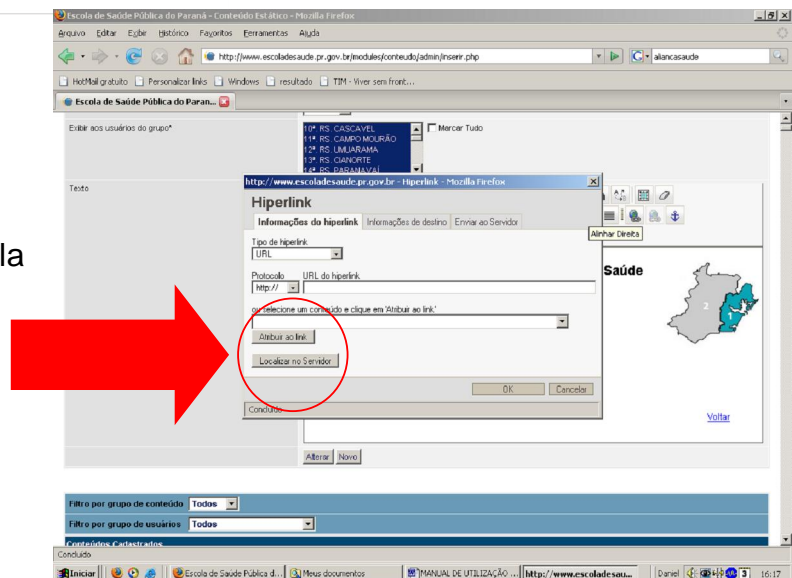 Escola de Saúde Pública do Paraná - Conteúdo Estático - Mozilla Firefox
Arquivo Editar Exibir Histórico Favoritos Ferramentas Ajuda
http://www.escoladesaude.pr.gov.br/modules/conteudo/admin/inserir.php
aliancasaude
HotMail gratuito Personalizar links Windows resultado TIM - Viver sem front...
Escola de Saúde Pública do Paran...
Exibir aos usuários do grupo*
10ª. RS. CASCAVEL
Marcar Tudo
11ª. RS. CAMPO MOURÃO
12ª. RS. UMUARAMA
13ª. RS. CIANORTE
14ª. RS. PARANAVAÍ
Texto
http://www.escoladesaude.pr.gov.br - Hiperlink - Mozilla Firefox
Hiperlink
Informações do hiperlink Informações de destino Enviar ao Servidor
Alinhar Direita
Tipo de hiperlink
URL
la
Saúde
Protocolo URL do hiperlink
http://
2
1
ou selecione um conteúdo e clique em 'Atribuir ao link.'
Atribuir ao link
Localizar no Servidor
OK Cancelar
Concluído
Voltar
Alterar Novo
Filtro por grupo de conteúdo Todos
Filtro por grupo de usuários Todos
Conteúdos Cadastrados
Concluído
Iniciar Escola de Saúde Pública d... Meus documentos MANUAL DE UTILIZAÇÃO ... http://www.escoladesau... Daniel 16:17